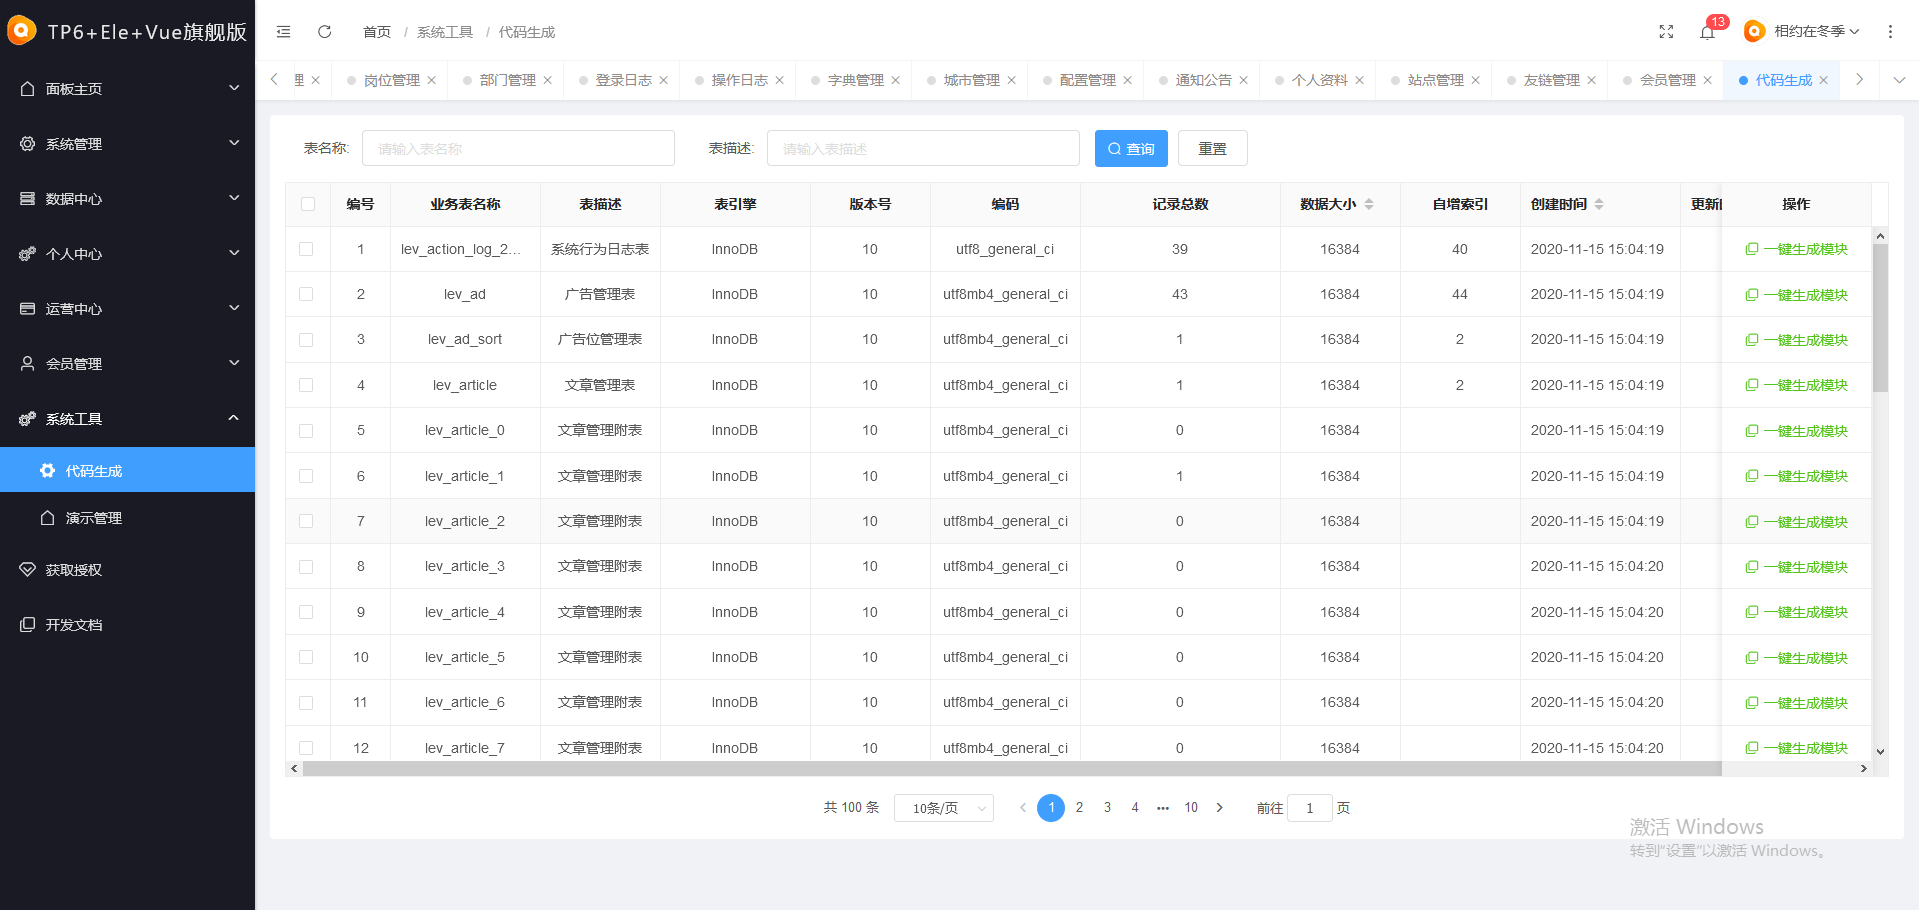 TP6+Ele+Vue旗舰版
首页 / 系统工具 / 代码生成
13
相约在冬季
面板主页
系统管理
数据中心
个人中心
运营中心
会员管理
系统工具
代码生成
演示管理
获取授权
开发文档
理 岗位管理 部门管理 登录日志 操作日志 字典管理 城市管理 配置管理 通知公告 个人资料 站点管理 友链管理 会员管理 代码生成
表名称: 请输入表名称 表描述: 请输入表描述 查询 重置
编号 业务表名称 表描述 表引擎 版本号 编码 记录总数 数据大小 自增索引 创建时间 更新 操作
1 lev_action_log_2... 系统行为日志表 InnoDB 10 utf8_general_ci 39 16384 40 2020-11-15 15:04:19 一键生成模块
2 lev_ad 广告管理表 InnoDB 10 utf8mb4_general_ci 43 16384 44 2020-11-15 15:04:19 一键生成模块
3 lev_ad_sort 广告位管理表 InnoDB 10 utf8mb4_general_ci 1 16384 2 2020-11-15 15:04:19 一键生成模块
4 lev_article 文章管理表 InnoDB 10 utf8mb4_general_ci 1 16384 2 2020-11-15 15:04:19 一键生成模块
5 lev_article_0 文章管理附表 InnoDB 10 utf8mb4_general_ci 0 16384 2020-11-15 15:04:19 一键生成模块
6 lev_article_1 文章管理附表 InnoDB 10 utf8mb4_general_ci 1 16384 2020-11-15 15:04:19 一键生成模块
7 lev_article_2 文章管理附表 InnoDB 10 utf8mb4_general_ci 0 16384 2020-11-15 15:04:19 一键生成模块
8 lev_article_3 文章管理附表 InnoDB 10 utf8mb4_general_ci 0 16384 2020-11-15 15:04:20 一键生成模块
9 lev_article_4 文章管理附表 InnoDB 10 utf8mb4_general_ci 0 16384 2020-11-15 15:04:20 一键生成模块
10 lev_article_5 文章管理附表 InnoDB 10 utf8mb4_general_ci 0 16384 2020-11-15 15:04:20 一键生成模块
11 lev_article_6 文章管理附表 InnoDB 10 utf8mb4_general_ci 0 16384 2020-11-15 15:04:20 一键生成模块
12 lev_article_7 文章管理附表 InnoDB 10 utf8mb4_general_ci 0 16384 2020-11-15 15:04:20 一键生成模块
共 100 条 10条/页 1 2 3 4 ••• 10 前往 1 页
激活 Windows
转到"设置"以激活 Windows。